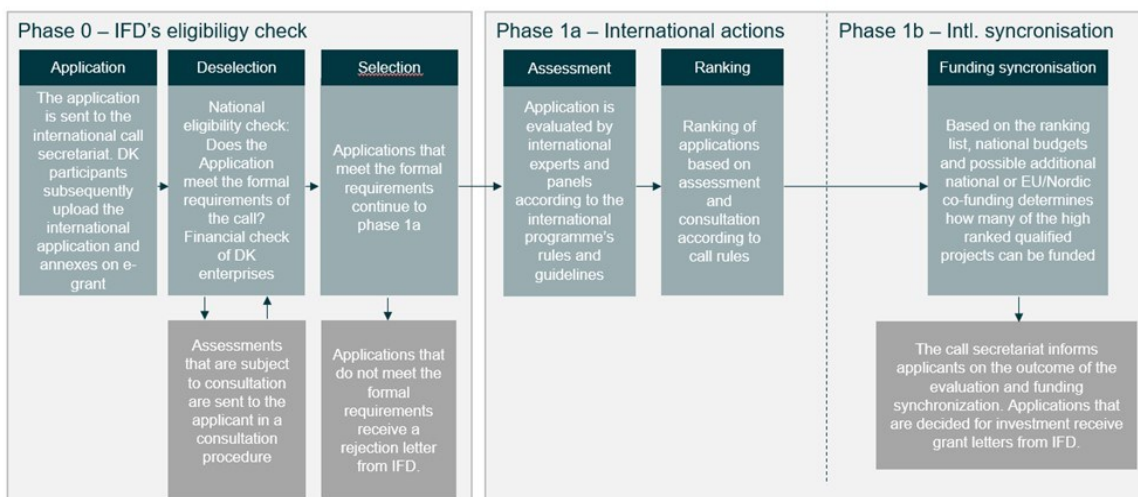 Phase 0 – IFD's eligibiligy check
Application
The application
is sent to the
international call
secretariat. DK
participants
subsequently
upload the
international
application and
annexes on e-
grant
Deselection
National
eligibility check:
Does the
Application
meet the formal
requirements of
the call?
Financial check
of DK
enterprises
Assessments
that are subject
to consultation
are sent to the
applicant in a
consultation
procedure
Selection
Applications that
meet the formal
requirements
continue to
phase 1a
Applications that
do not meet the
formal
requirements
receive a
rejection letter
from IFD.
Phase 1a – International actions
Assessment
Application is
evaluated by
international
experts and
panels
according to the
international
programme's
rules and
guidelines
Ranking
Ranking of
applications
based on
assessment
and
consultation
according to
call rules
Phase 1b – Intl. syncronisation
Funding syncronisation
Based on the ranking
list, national budgets
and possible additional
national or EU/Nordic
co-funding determines
how many of the high
ranked qualified
projects can be funded
The call secretariat informs
applicants on the outcome of the
evaluation and funding
synchronization. Applications that
are decided for investment receive
grant letters from IFD.